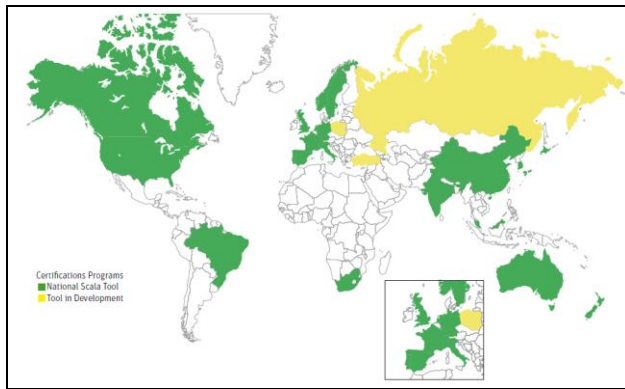 Certifications Programs
National Scala Tool
Tool in Development